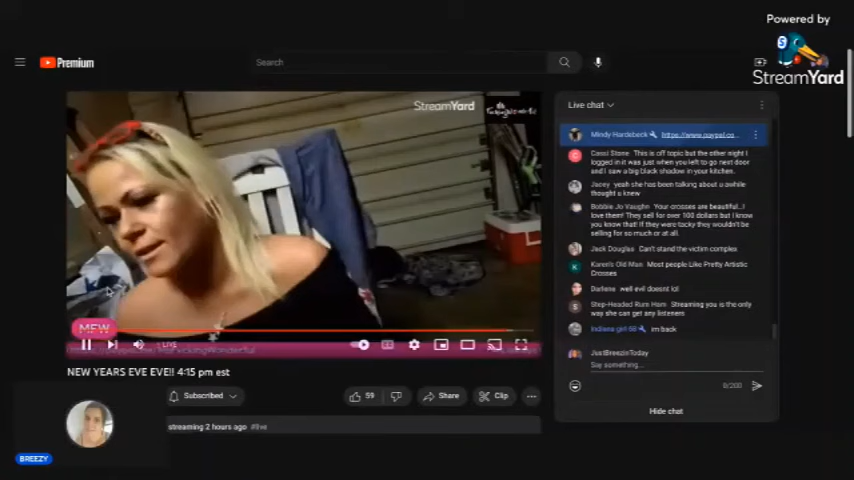 Powered by
StreamYard
Premium
Search
StreamYard
MFW
1 LIVE
NEW YEARS EVE EVE!! 4:15 pm est
Subscribed
59
Share
Clip
streaming 2 hours ago #live
BREEZY
Live chat
Mindy Hardebeck https://www.paypal.co...
Cassi Stone This is off topic but the other night I
logged in it was just when you left to go next door
and I saw a big black shadow in your kitchen.
Jacey yeah she has been talking about a awhile
thought u knew
Bobbie Jo Vaughn Your crosses are beautiful...I
love them! They sell for over 100 dollars but I know
you know that! If they were tacky they wouldn't be
selling for so much or at all.
Jack Douglas Can't stand the victim complex
Karen's Old Man Most people Like Pretty Artistic
Crosses
Darlene well evil doesnt lol
Step-Headed Rum Ham Streaming you is the only
way she can get any listeners
Indiana girl 68 im back
JustBreezinToday
Say something...
0/200
Hide chat